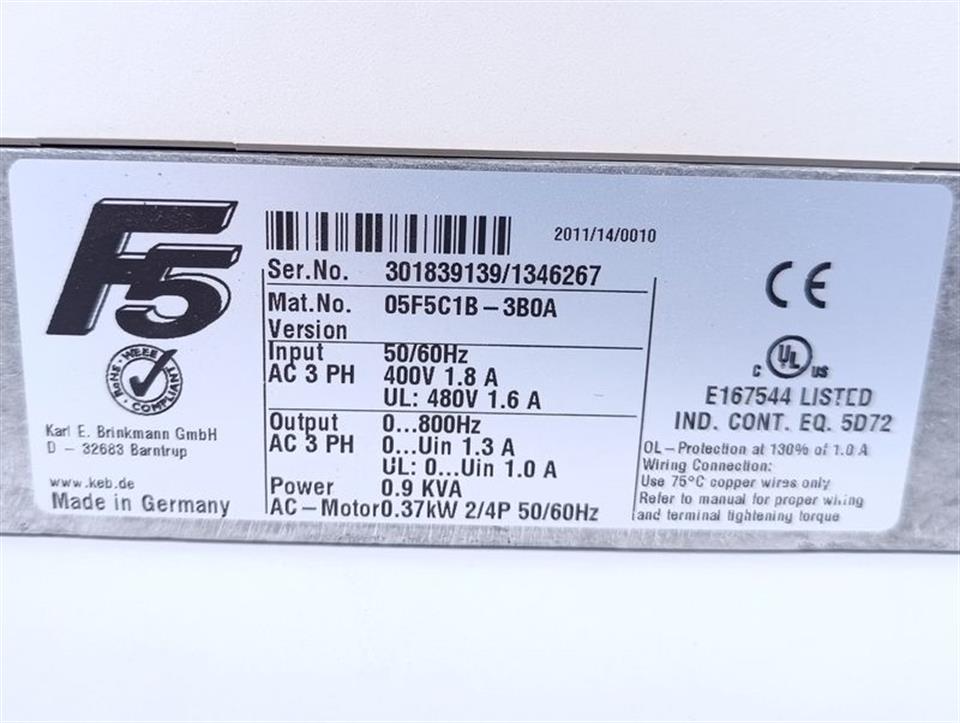 F5
2011/14/0010
Ser.No. 301839139/1346267
Mat.No. 05F5C1B-3B0A
Version
Input 50/60Hz
AC 3 PH 400V 1.8 A
UL: 480V 1.6 A
Output 0...800Hz
AC 3 PH 0...Uin 1.3 A
UL: 0...Uin 1.0 A
Power 0.9 KVA
AC-Motor 0.37kW 2/4P 50/60Hz
RoHS - WEEE
COMPLIANT
Karl E. Brinkmann GmbH
D - 32683 Barntrup
www.keb.de
Made in Germany
CE
C UL US
E167544 LISTED
IND. CONT. EQ. 5D72
OL-Protection at 130% of 1.0 A
Wiring Connection:
Use 75°C copper wires only
Refer to manual for proper wiring
and terminal tightening torque